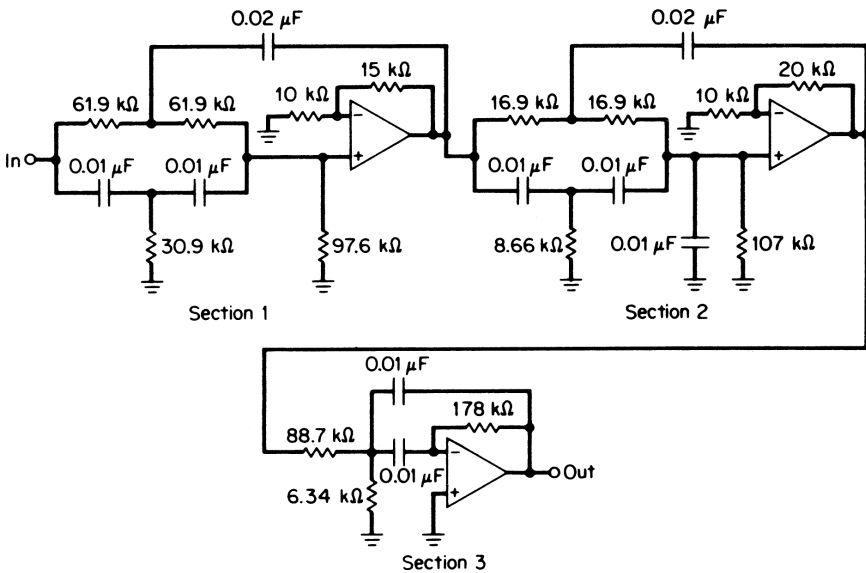 0.02 μF
15 kΩ
10 kΩ
61.9 kΩ 61.9 kΩ
In
0.01 μF 0.01 μF
30.9 kΩ
97.6 kΩ
Section 1
0.02 μF
20 kΩ
10 kΩ
16.9 kΩ 16.9 kΩ
0.01 μF 0.01 μF
8.66 kΩ
0.01 μF
107 kΩ
Section 2
0.01 μF
178 kΩ
88.7 kΩ
0.01 μF
6.34 kΩ
Out
Section 3